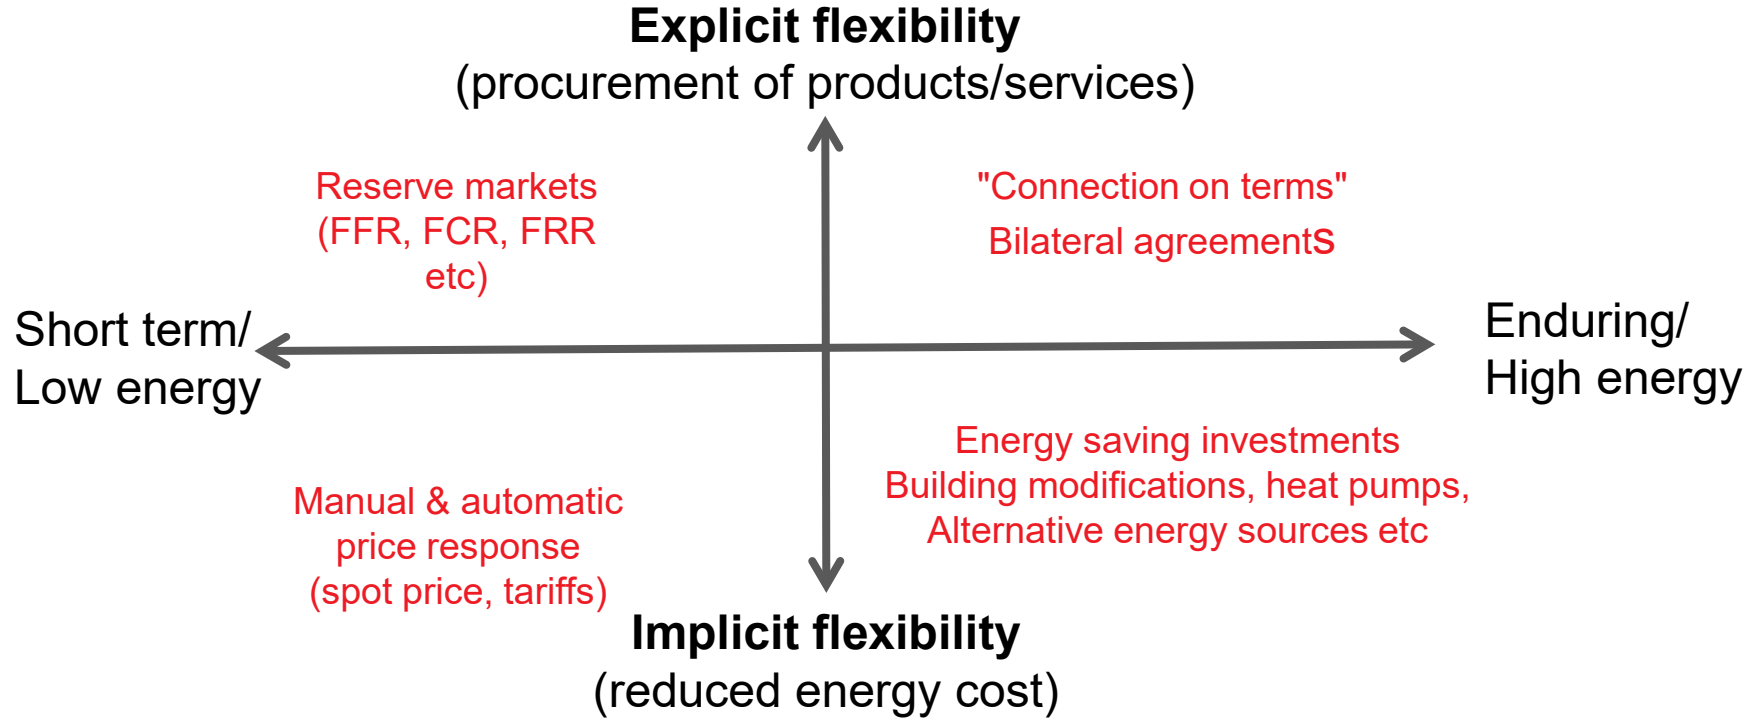 Explicit flexibility
(procurement of products/services)
Reserve markets
(FFR, FCR, FRR
etc)
"Connection on terms"
Bilateral agreements
Short term/
Low energy
Enduring/
High energy
Manual & automatic
price response
(spot price, tariffs)
Energy saving investments
Building modifications, heat pumps,
Alternative energy sources etc
Implicit flexibility
(reduced energy cost)